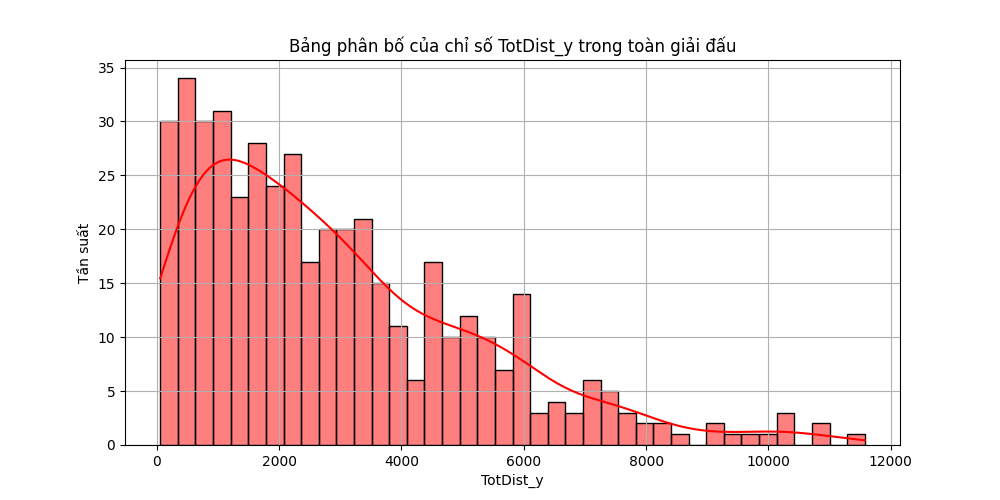 Bảng phân bố của chỉ số TotDist_y trong toàn giải đấu
35
30
25
20
15
10
5
0
Tần suất
0 2000 4000 6000 8000 10000 12000
TotDist_y